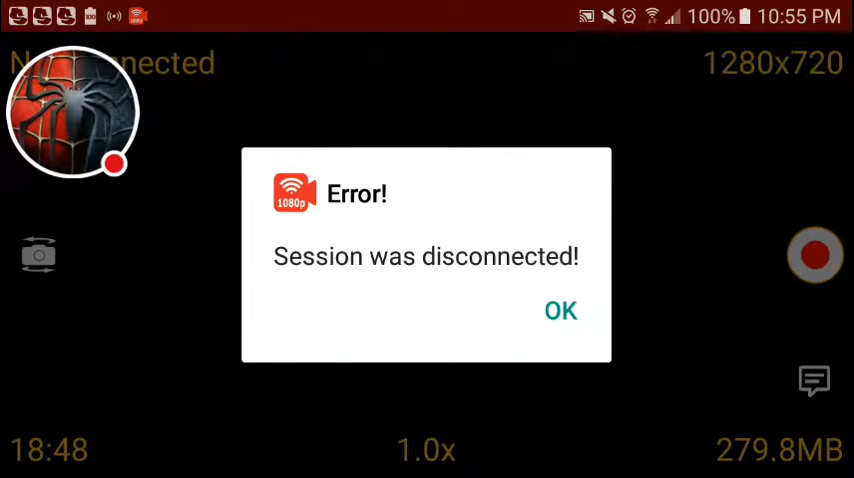 100% 10:55 PM
1280x720
1080p
Error!
Session was disconnected!
OK
18:48
1.0x
279.8MB